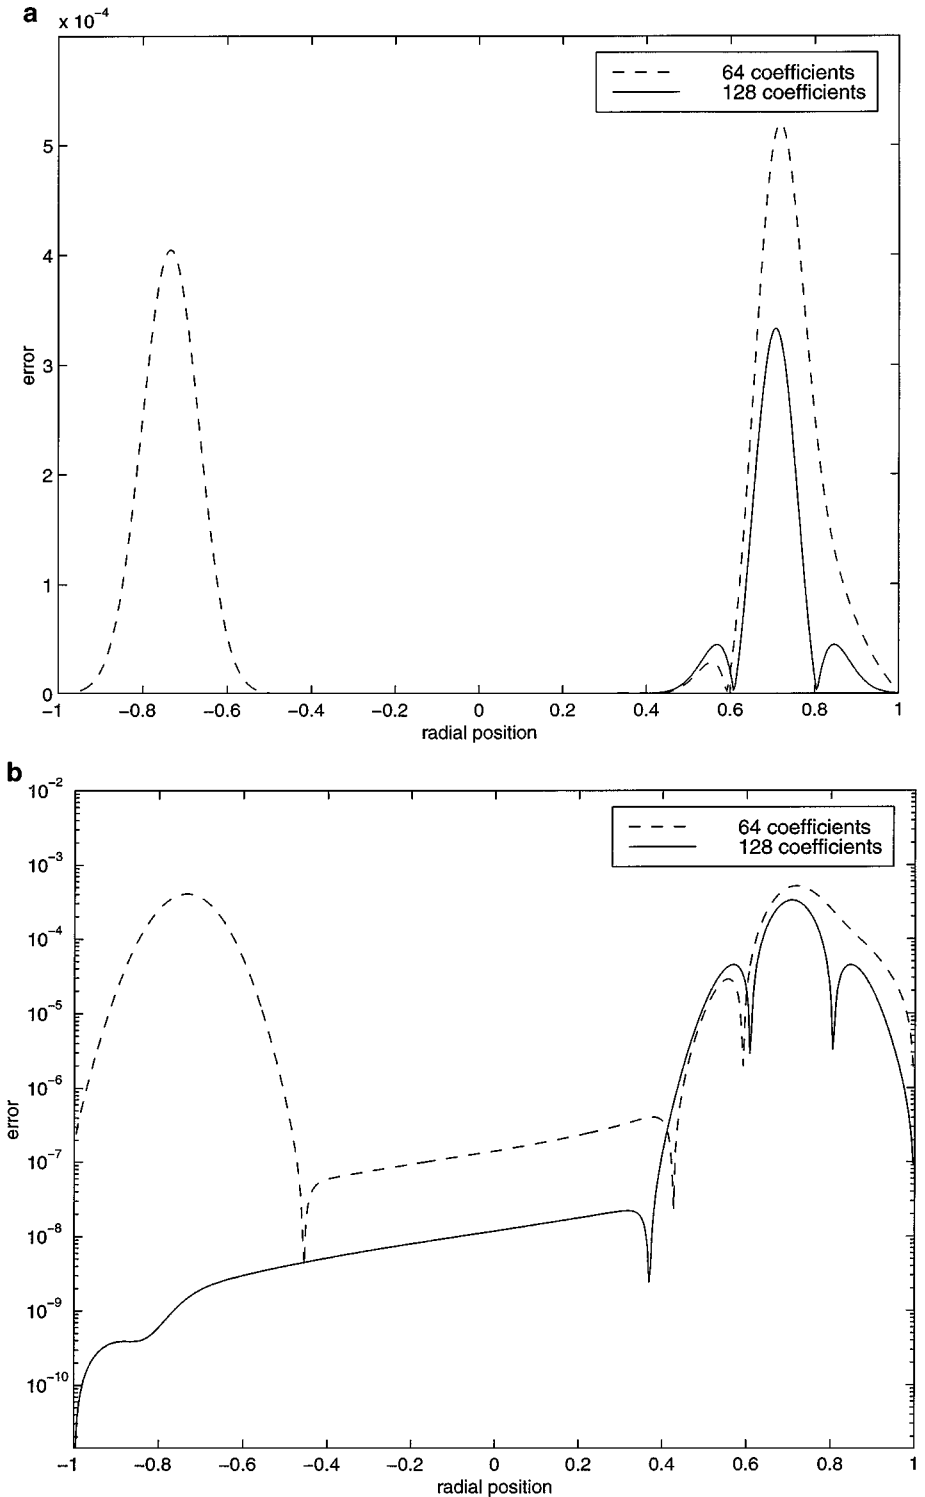 a
x 10^-4
64 coefficients
128 coefficients
5
4
3
2
1
0
error
−1 −0.8 −0.6 −0.4 −0.2 0 0.2 0.4 0.6 0.8 1
radial position
b
10^-2
64 coefficients
128 coefficients
10^-3
10^-4
10^-5
10^-6
10^-7
10^-8
10^-9
10^-10
error
−1 −0.8 −0.6 −0.4 −0.2 0 0.2 0.4 0.6 0.8 1
radial position